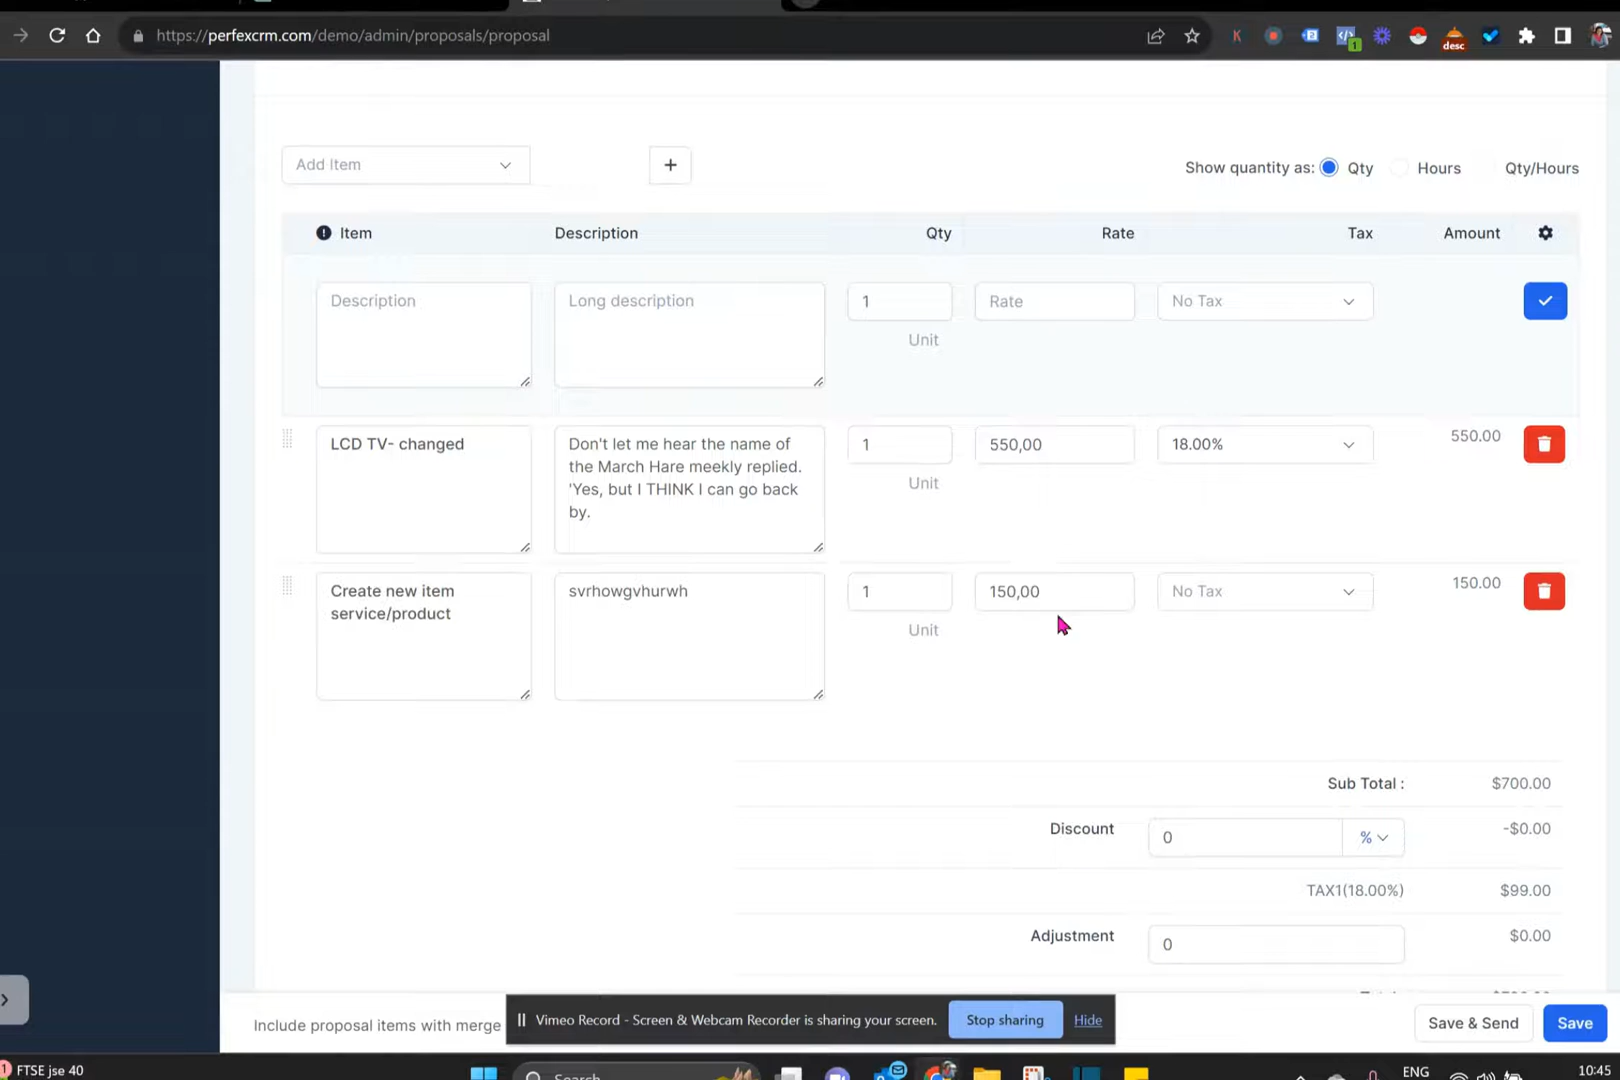 https://perfexcrm.com/demo/admin/proposals/proposal
K
1
desc
Add Item
+
Show quantity as: Qty Hours Qty/Hours
Item Description Qty Rate Tax Amount
Description Long description 1 Rate No Tax
Unit
LCD TV- changed
Don't let me hear the name of
the March Hare meekly replied.
'Yes, but I THINK I can go back
by.
1 550,00 18.00% 550.00
Unit
Create new item
service/product
svrhowgvhurwh
1 150,00 No Tax 150.00
Unit
Sub Total : $700.00
Discount 0 % -$0.00
TAX1(18.00%) $99.00
Adjustment 0 $0.00
Include proposal items with merge
Vimeo Record - Screen & Webcam Recorder is sharing your screen. Stop sharing Hide
Save & Send Save
1
FTSE jse 40
Search
ENG
10:45